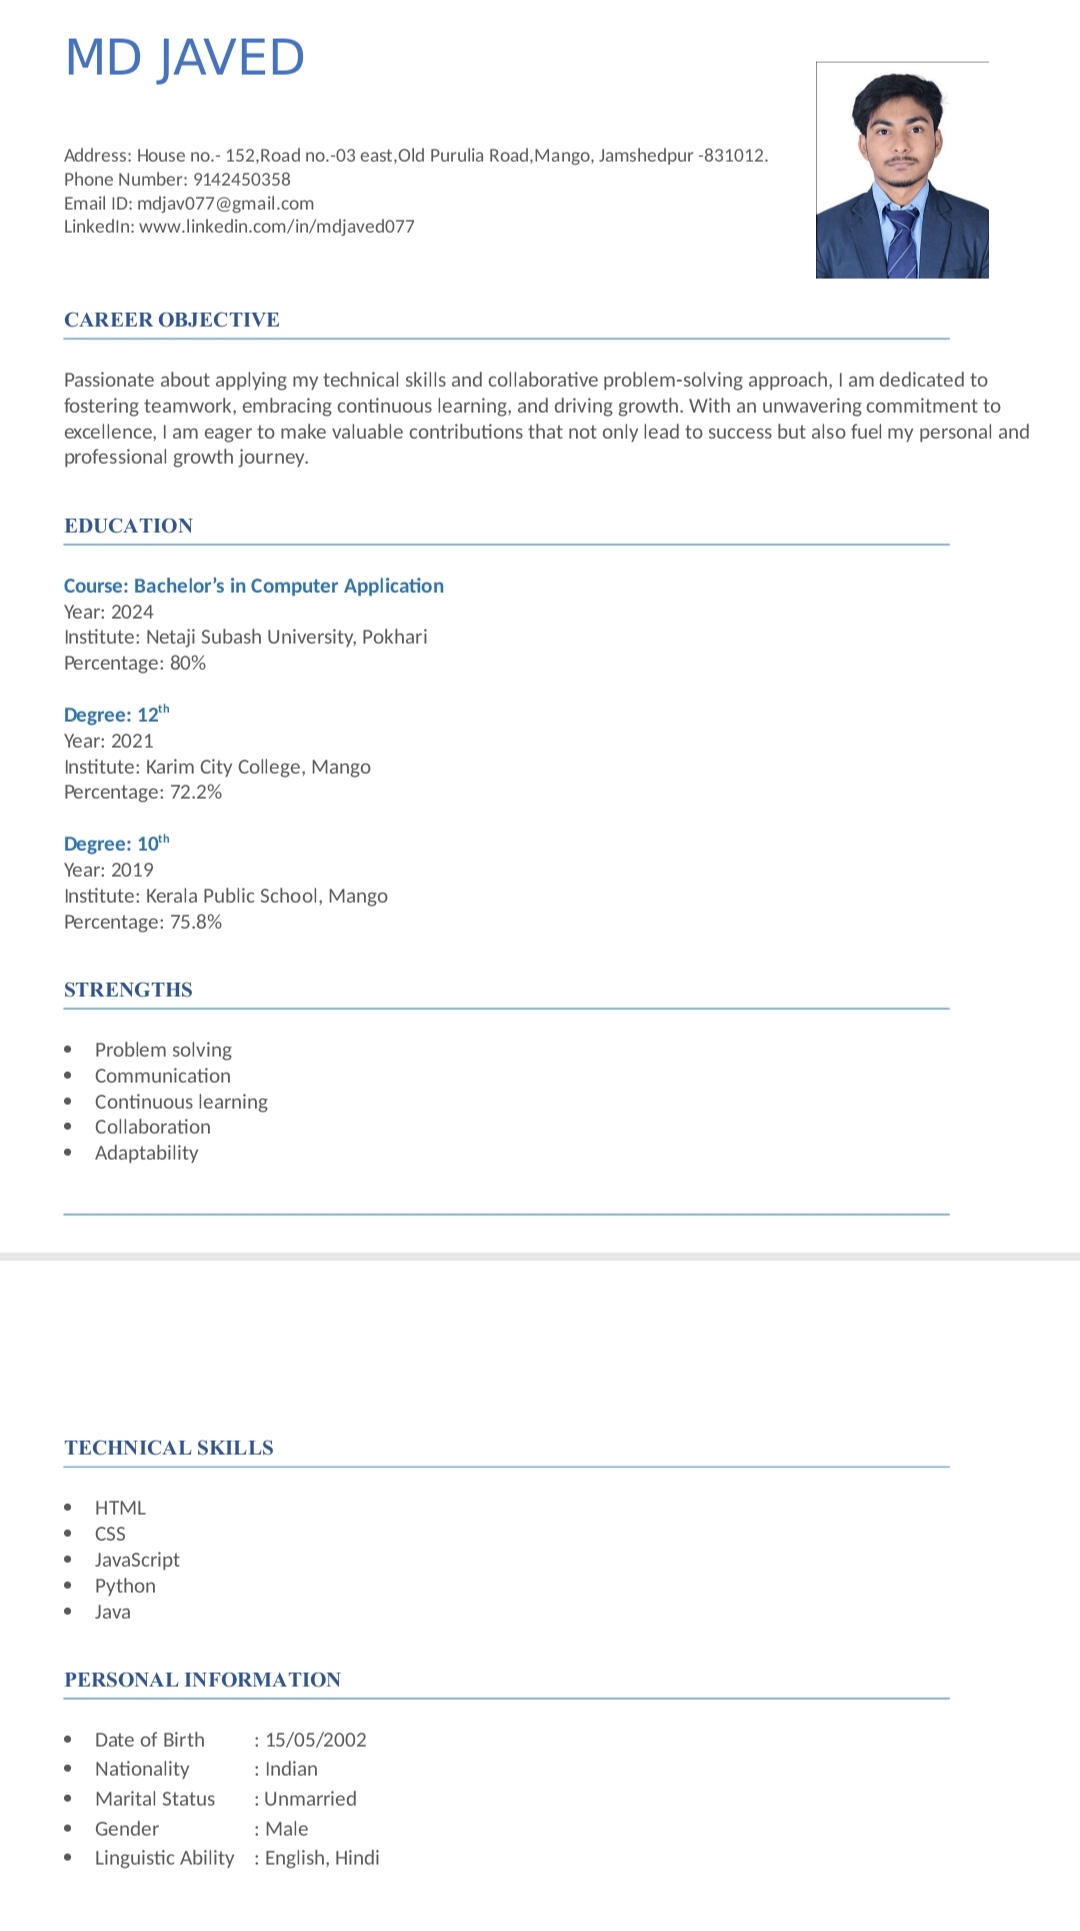 MD JAVED
Address: House no.- 152,Road no.-03 east,Old Purulia Road,Mango, Jamshedpur -831012.
Phone Number: 9142450358
Email ID: mdjav077@gmail.com
LinkedIn: www.linkedin.com/in/mdjaved077
CAREER OBJECTIVE
Passionate about applying my technical skills and collaborative problem-solving approach, I am dedicated to
fostering teamwork, embracing continuous learning, and driving growth. With an unwavering commitment to
excellence, I am eager to make valuable contributions that not only lead to success but also fuel my personal and
professional growth journey.
EDUCATION
Course: Bachelor’s in Computer Application
Year: 2024
Institute: Netaji Subash University, Pokhari
Percentage: 80%
Degree: 12th
Year: 2021
Institute: Karim City College, Mango
Percentage: 72.2%
Degree: 10th
Year: 2019
Institute: Kerala Public School, Mango
Percentage: 75.8%
STRENGTHS
• Problem solving
• Communication
• Continuous learning
• Collaboration
• Adaptability
TECHNICAL SKILLS
• HTML
• CSS
• JavaScript
• Python
• Java
PERSONAL INFORMATION
• Date of Birth : 15/05/2002
• Nationality : Indian
• Marital Status : Unmarried
• Gender : Male
• Linguistic Ability : English, Hindi